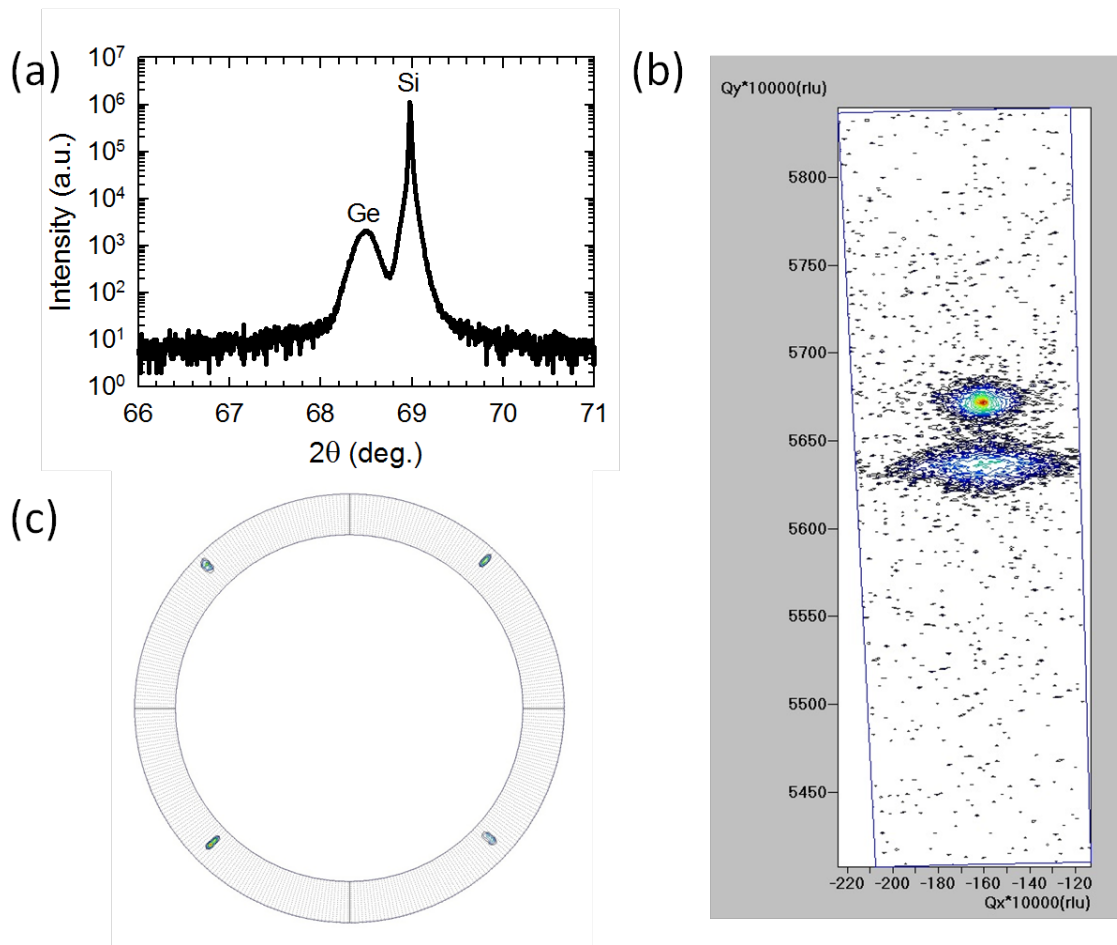 (a)
10⁷
10⁶
10⁵
10⁴
10³
10²
10¹
10⁰
Intensity (a.u.)
Si
Ge
66 67 68 69 70 71
2θ (deg.)
(b)
Qy*10000(rlu)
5800
5750
5700
5650
5600
5550
5500
5450
-220 -200 -180 -160 -140 -120
Qx*10000(rlu)
(c)